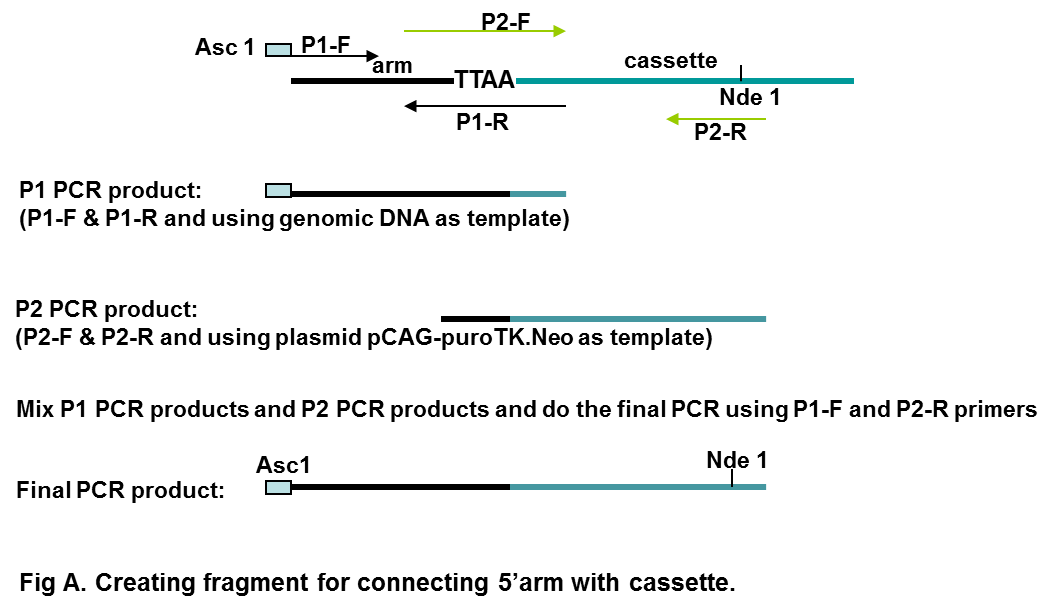 P2-F
Asc 1 P1-F
arm
cassette
TTAA
Nde 1
P1-R
P2-R
P1 PCR product:
(P1-F & P1-R and using genomic DNA as template)
P2 PCR product:
(P2-F & P2-R and using plasmid pCAG-puroTK.Neo as template)
Mix P1 PCR products and P2 PCR products and do the final PCR using P1-F and P2-R primers
Asc1
Nde 1
Final PCR product:
Fig A. Creating fragment for connecting 5’arm with cassette.